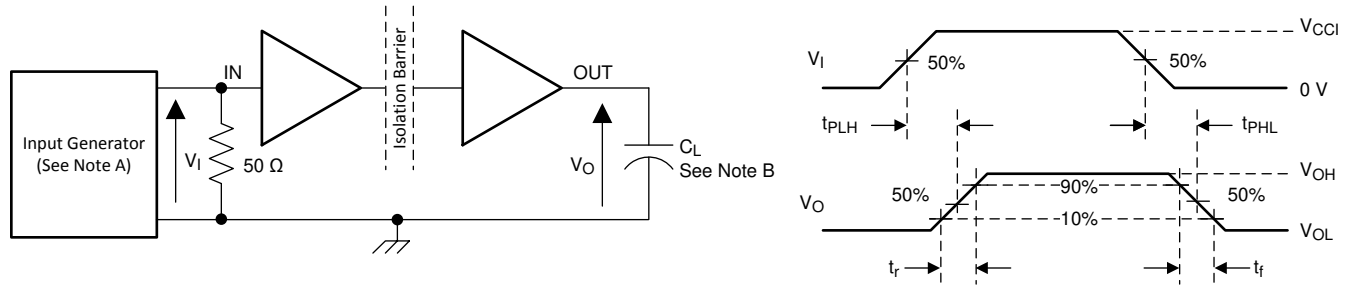 Input Generator
(See Note A)
V_I
IN
50 Ω
Isolation Barrier
OUT
V_O
C_L
See Note B
V_I
50%
50%
V_CCI
0 V
t_PLH
t_PHL
V_O
50%
90%
10%
50%
V_OH
V_OL
t_r
t_f